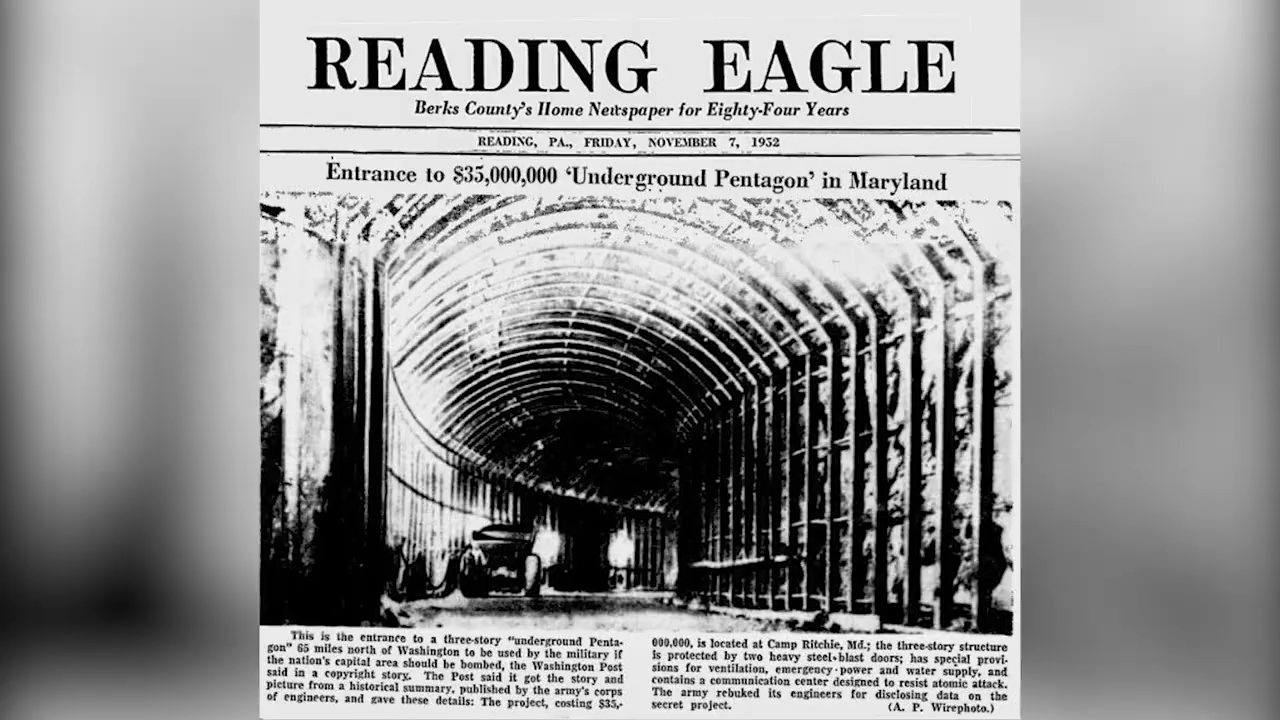 READING EAGLE
Berks County's Home Newspaper for Eighty-Four Years
READING, PA., FRIDAY, NOVEMBER 7, 1952
Entrance to $35,000,000 'Underground Pentagon' in Maryland
This is the entrance to a three-story "underground Penta-
gon" 65 miles north of Washington to be used by the military if
the nation's capital area should be bombed, the Washington Post
said in a copyright story. The Post said it got the story and
picture from a historical summary, published by the army's corps
of engineers, and gave these details: The project, costing $35,-
000,000, is located at Camp Ritchie, Md.; the three-story structure
is protected by two heavy steel-blast doors; has special provi-
sions for ventilation, emergency power and water supply, and
contains a communication center designed to resist atomic attack.
The army rebuked its engineers for disclosing data on the
secret project. (A. P. Wirephoto.)